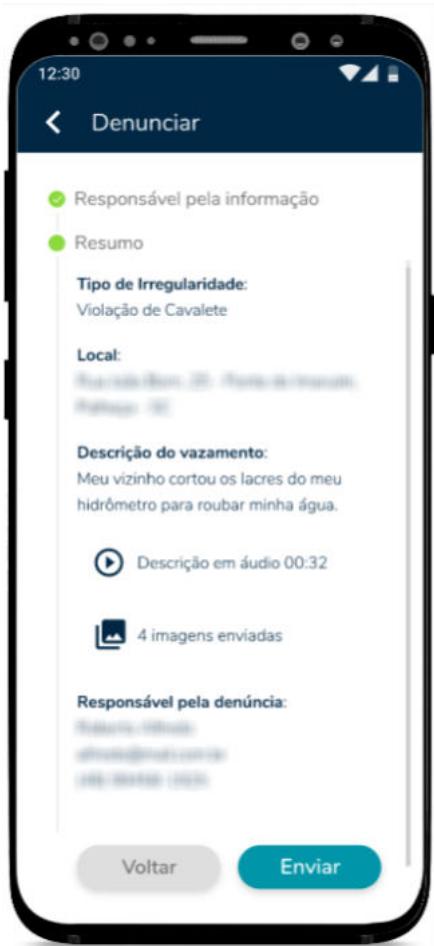 12:30
Denunciar
Responsável pela informação
Resumo
Tipo de Irregularidade:
Violação de Cavalete
Local:
Descrição do vazamento:
Meu vizinho cortou os lacres do meu
hidrômetro para roubar minha água.
Descrição em áudio 00:32
4 imagens enviadas
Responsável pela denúncia:
Voltar
Enviar